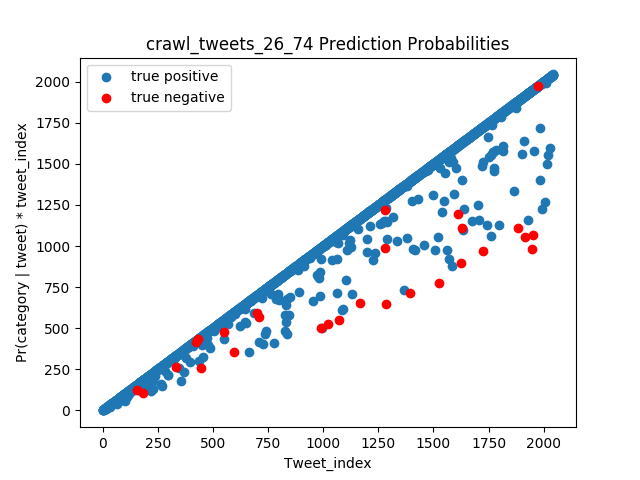 crawl_tweets_26_74 Prediction Probabilities
true positive
true negative
Pr(category | tweet) * tweet_index
2000
1750
1500
1250
1000
750
500
250
0
0 250 500 750 1000 1250 1500 1750 2000
Tweet_index